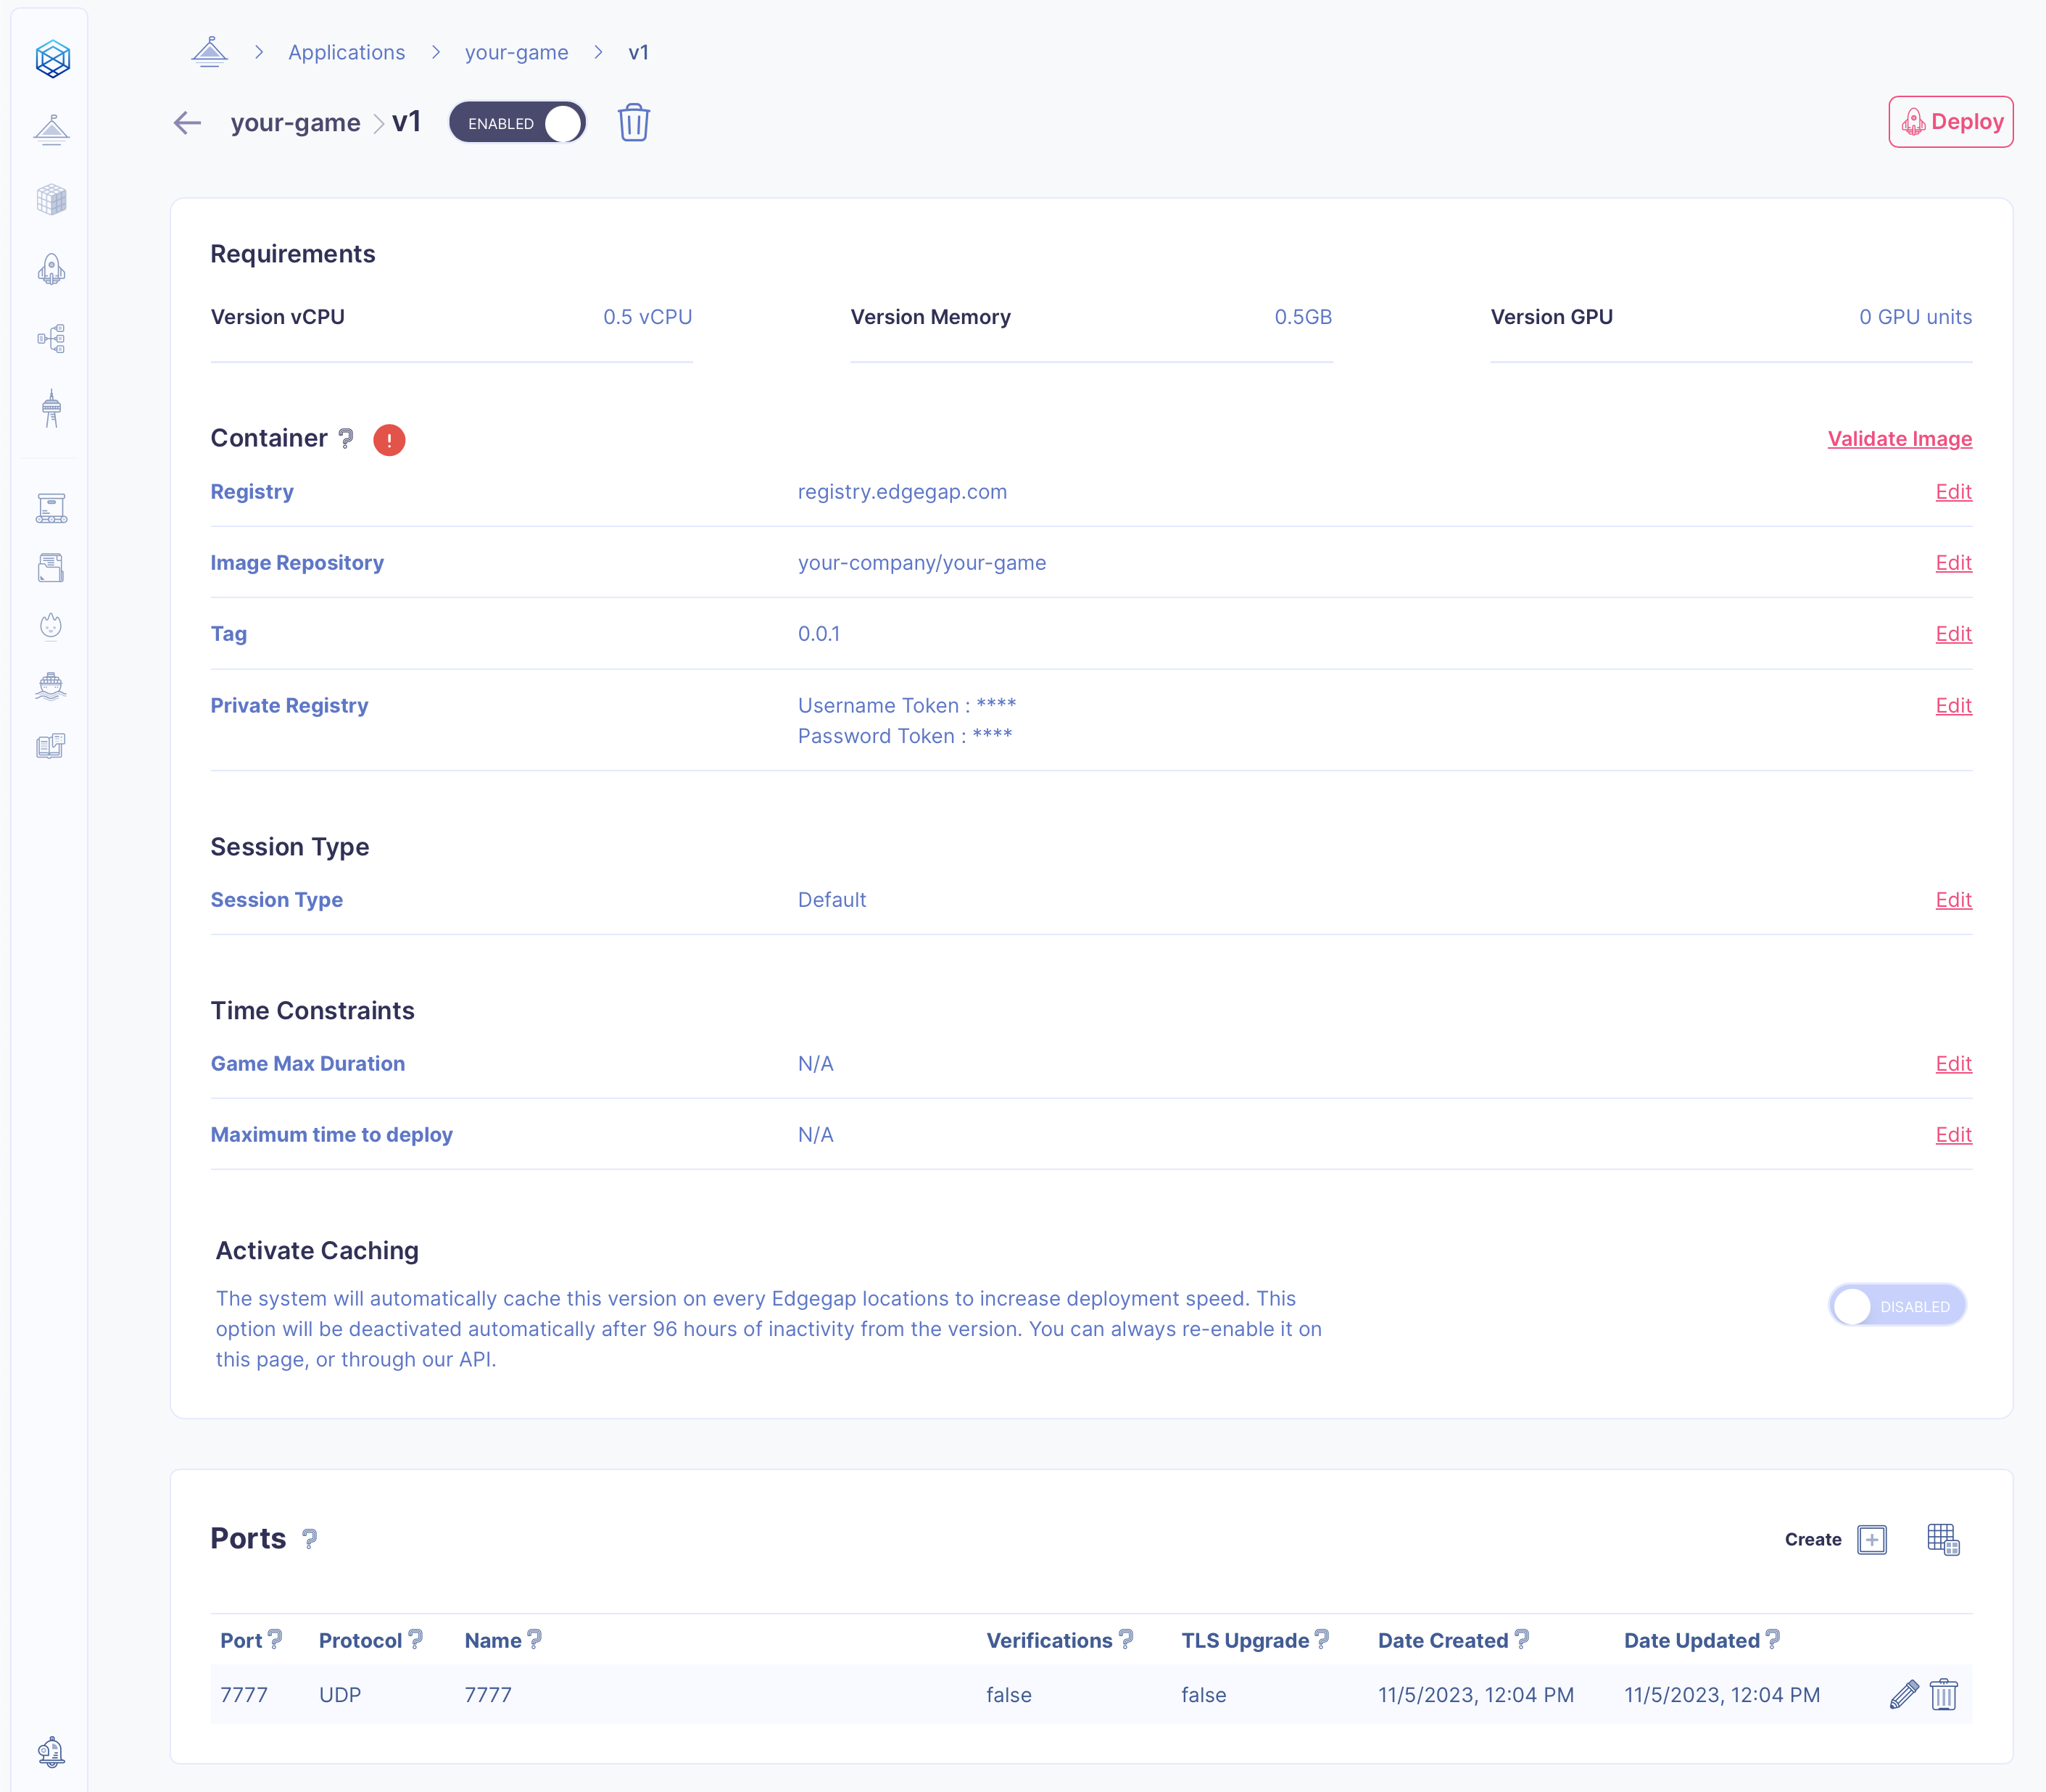 Applications
your-game
v1
your-game
v1
ENABLED
Deploy
Requirements
Version vCPU
0.5 vCPU
Version Memory
0.5GB
Version GPU
0 GPU units
Container ?
!
Validate Image
Registry
registry.edgegap.com
Edit
Image Repository
your-company/your-game
Edit
Tag
0.0.1
Edit
Private Registry
Username Token : ****
Password Token : ****
Edit
Session Type
Session Type
Default
Edit
Time Constraints
Game Max Duration
N/A
Edit
Maximum time to deploy
N/A
Edit
Activate Caching
The system will automatically cache this version on every Edgegap locations to increase deployment speed. This
option will be deactivated automatically after 96 hours of inactivity from the version. You can always re-enable it on
this page, or through our API.
DISABLED
Ports ?
Create
Port ?
Protocol ?
Name ?
Verifications ?
TLS Upgrade ?
Date Created ?
Date Updated ?
7777
UDP
7777
false
false
11/5/2023, 12:04 PM
11/5/2023, 12:04 PM